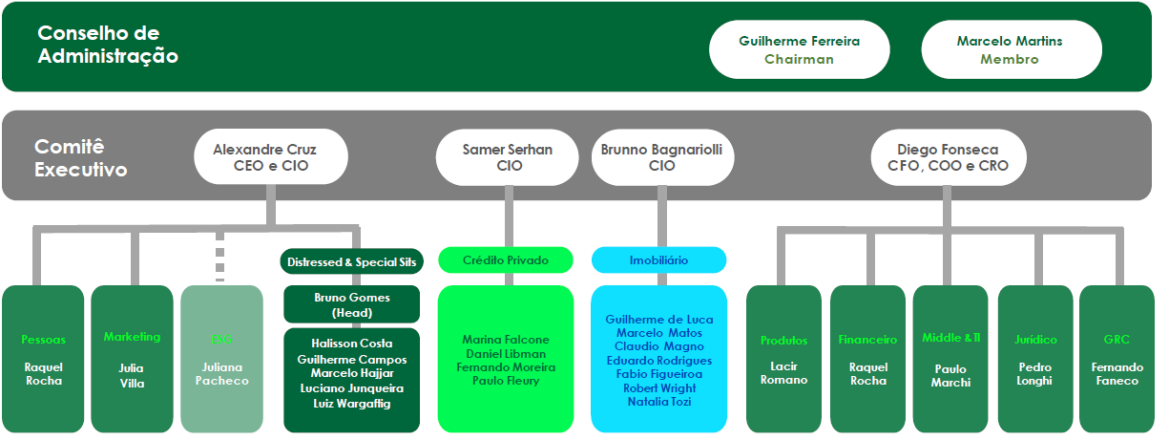 Conselho de
Administração
Guilherme Ferreira
Chairman
Marcelo Martins
Membro
Comitê
Executivo
Alexandre Cruz
CEO e CIO
Samer Serhan
CIO
Brunno Bagnariolli
CIO
Diego Fonseca
CFO, COO e CRO
Distressed & Special Sits
Crédito Privado
Imobiliário
Pessoas
Raquel
Rocha
Marketing
Julia
Villa
Juliana
Pacheco
Bruno Gomes
(Head)
Halisson Costa
Guilherme Campos
Marcelo Hajjar
Luciano Junqueira
Luiz Wargaftig
Marina Falcone
Daniel Libman
Fernando Moreira
Paulo Fleury
Guilherme de Luca
Marcelo Matos
Claudio Magno
Eduardo Rodrigues
Fabio Figueiroa
Robert Wright
Natalia Tozi
Produtos
Lacir
Romano
Financeiro
Raquel
Rocha
Middle & TI
Paulo
Marchi
Jurídico
Pedro
Longhi
GRC
Fernando
Faneco